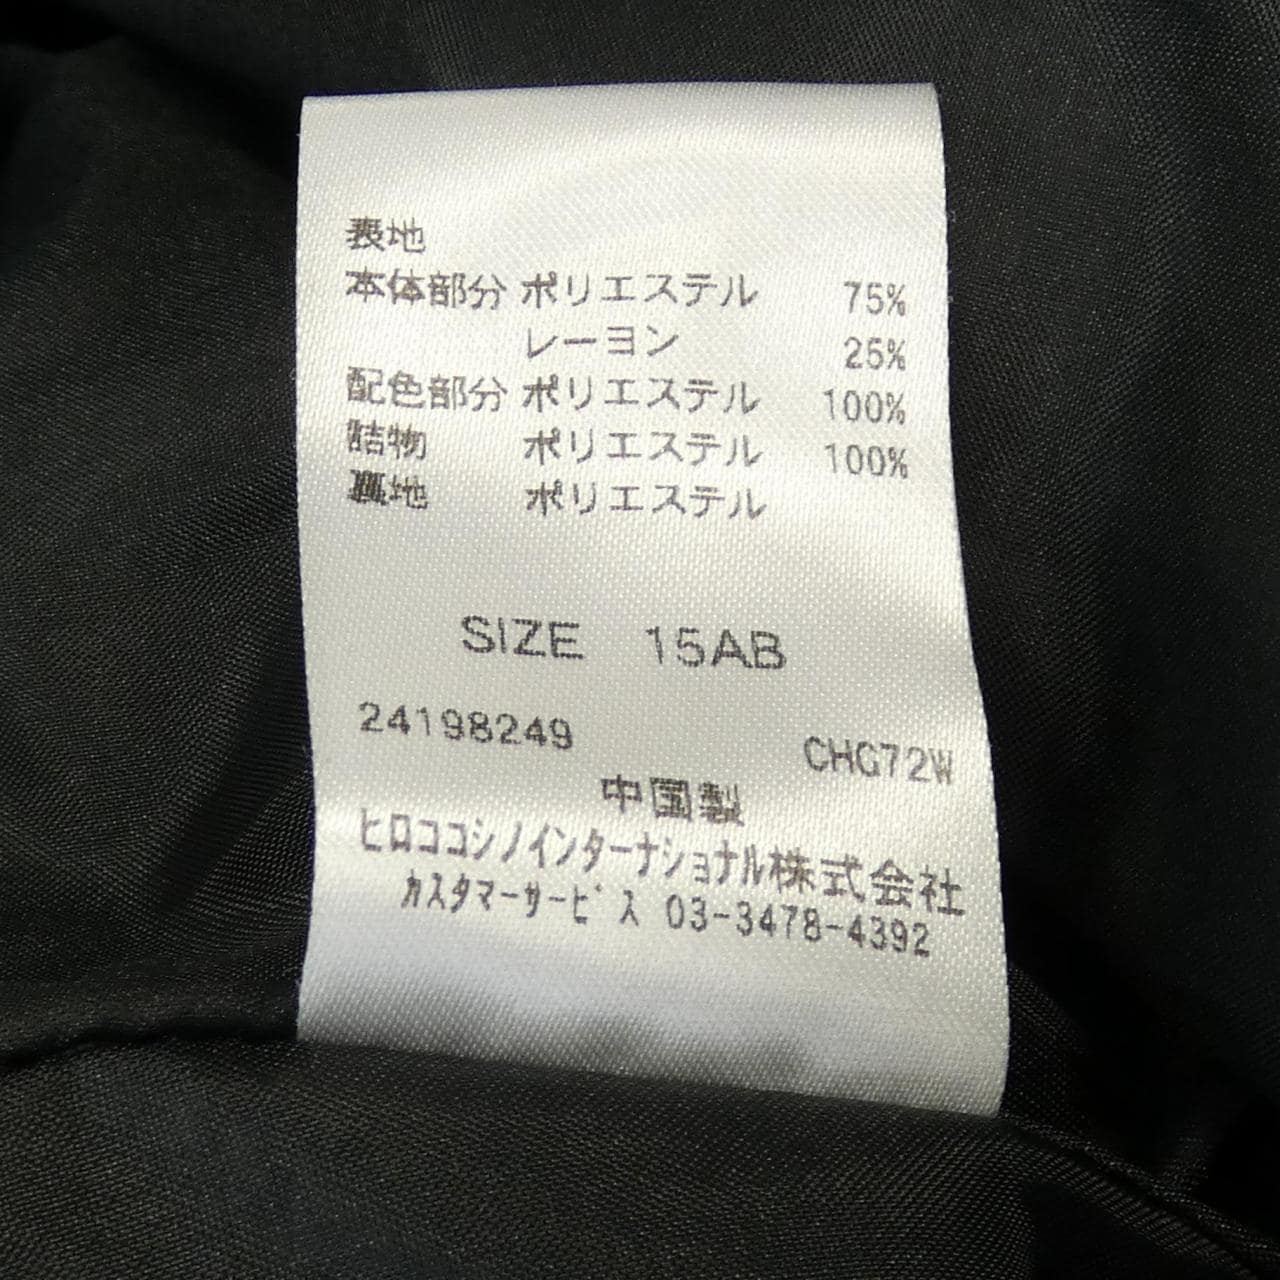 表地
本体部分 ポリエステル 75%
レーヨン 25%
配色部分 ポリエステル 100%
詰物 ポリエステル 100%
裏地 ポリエステル
SIZE 15AB
24198249 CHG72W
中国製
ヒロココシノインターナショナル株式会社
カスタマーサービス 03-3478-4392